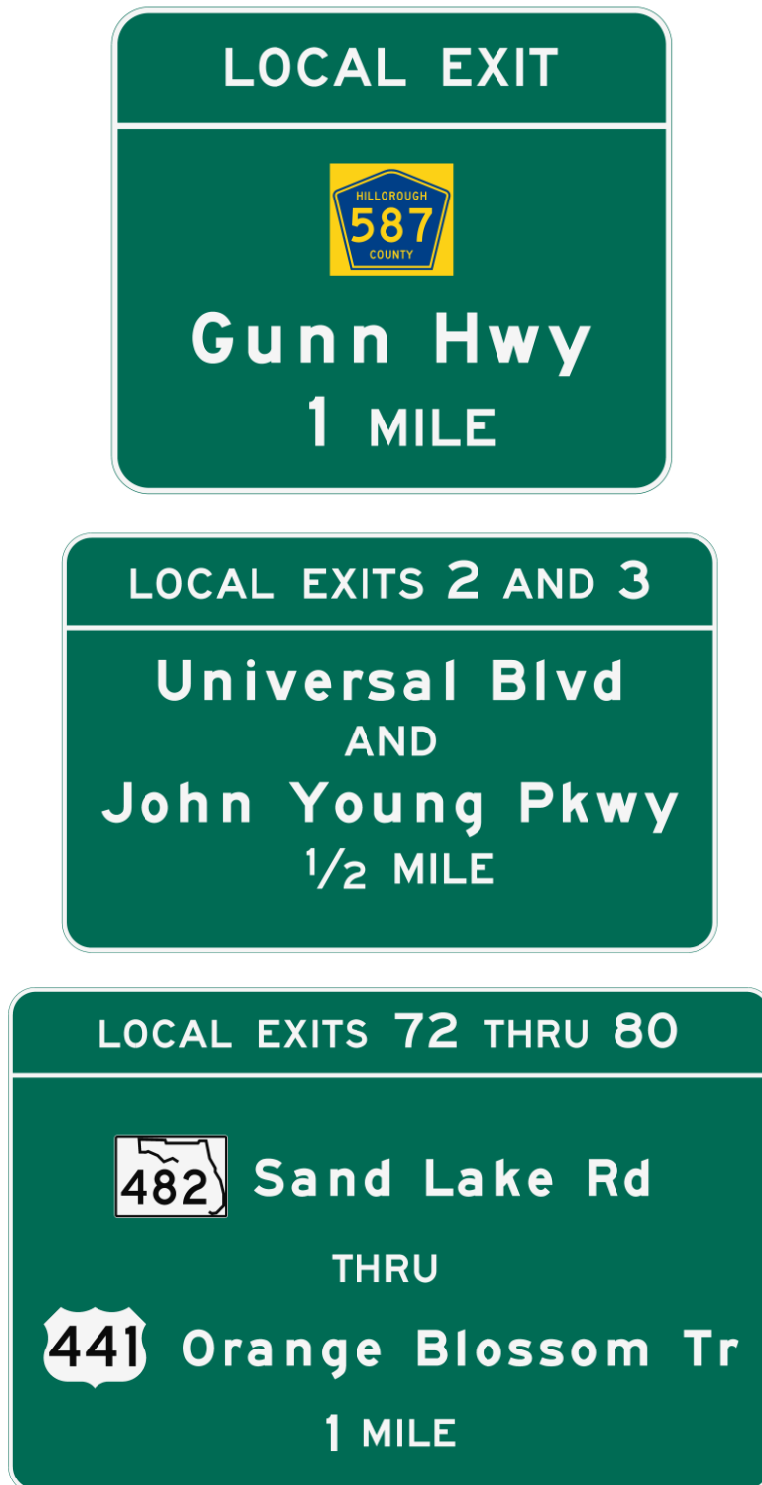 LOCAL EXIT
HILLCROUGH
587
COUNTY
Gunn Hwy
1 MILE
LOCAL EXITS 2 AND 3
Universal Blvd
AND
John Young Pkwy
1/2 MILE
LOCAL EXITS 72 THRU 80
482 Sand Lake Rd
THRU
441 Orange Blossom Tr
1 MILE